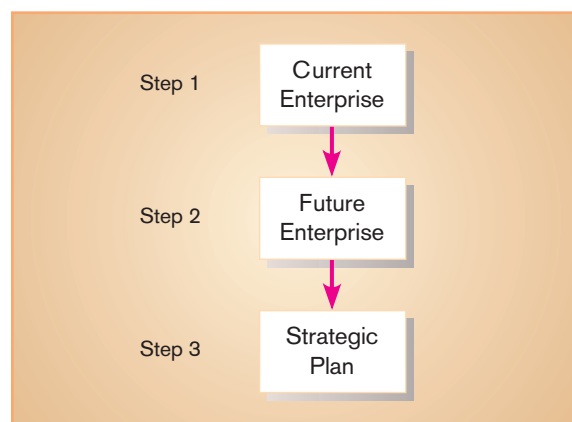 Step 1
Current
Enterprise
Step 2
Future
Enterprise
Step 3
Strategic
Plan